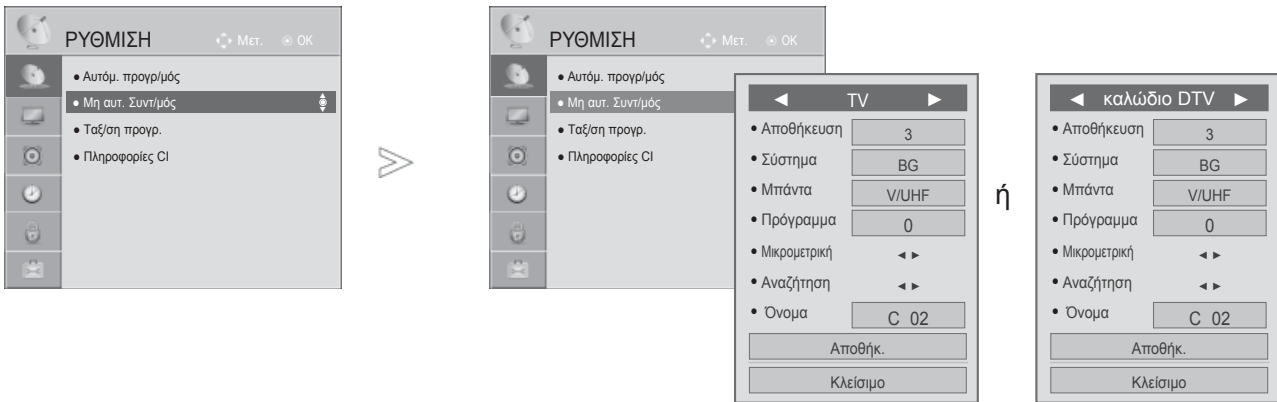 ΡΥΘΜΙΣΗ Μετ. OK
● Αυτόμ. προγρ/μός
● Μη αυτ. Συντ/μός
● Ταξ/ση προγρ.
● Πληροφορίες CI
ΡΥΘΜΙΣΗ Μετ. OK
● Αυτόμ. προγρ/μός
● Μη αυτ. Συντ/μός
● Ταξ/ση προγρ.
● Πληροφορίες CI
◄ TV ►
• Αποθήκευση 3
• Σύστημα BG
• Μπάντα V/UHF
• Πρόγραμμα 0
• Μικρομετρική ◄ ►
• Αναζήτηση ◄ ►
• Όνομα C 02
Αποθήκ.
Κλείσιμο
ή
◄ καλώδιο DTV ►
• Αποθήκευση 3
• Σύστημα BG
• Μπάντα V/UHF
• Πρόγραμμα 0
• Μικρομετρική ◄ ►
• Αναζήτηση ◄ ►
• Όνομα C 02
Αποθήκ.
Κλείσιμο